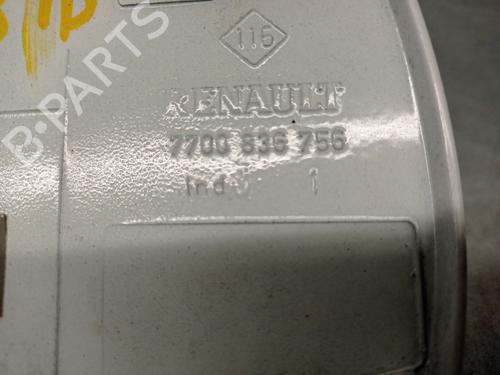 115
RENAULT
7700 836 756
Ind 1
B-PARTS